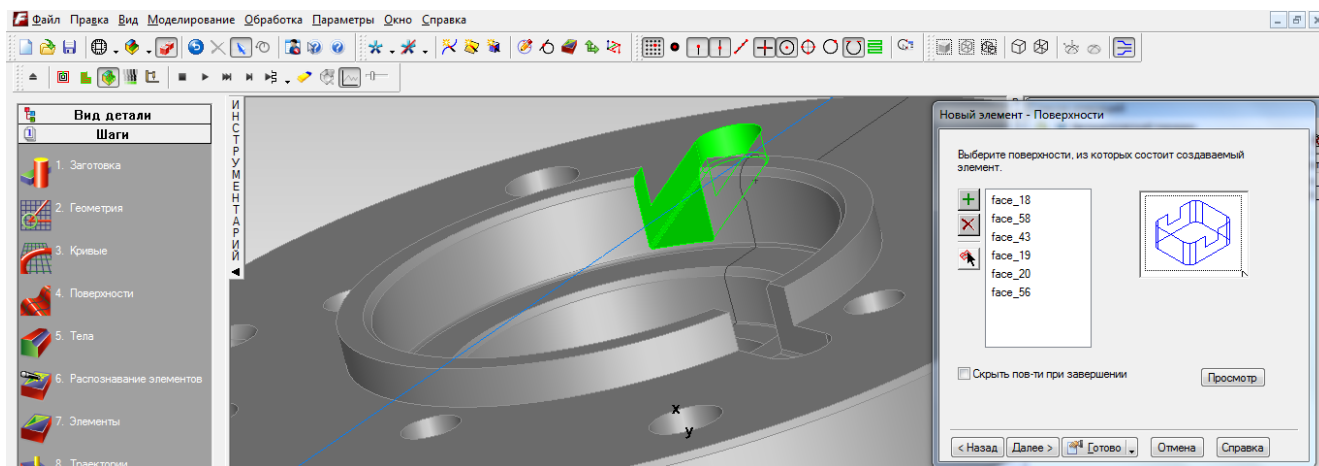 Файл Правка Вид Моделирование Обработка Параметры Окно Справка
Вид детали
Шаги
1. Заготовка
2. Геометрия
3. Кривые
4. Поверхности
5. Тела
6. Распознавание элементов
7. Элементы
8. Траектории
ИНСТРУМЕНТАРИЙ
x
y
Новый элемент - Поверхности
Выберите поверхности, из которых состоит создаваемый
элемент.
face_18
face_58
face_43
face_19
face_20
face_56
Скрыть пов-ти при завершении
Просмотр
< Назад Далее > Готово Отмена Справка